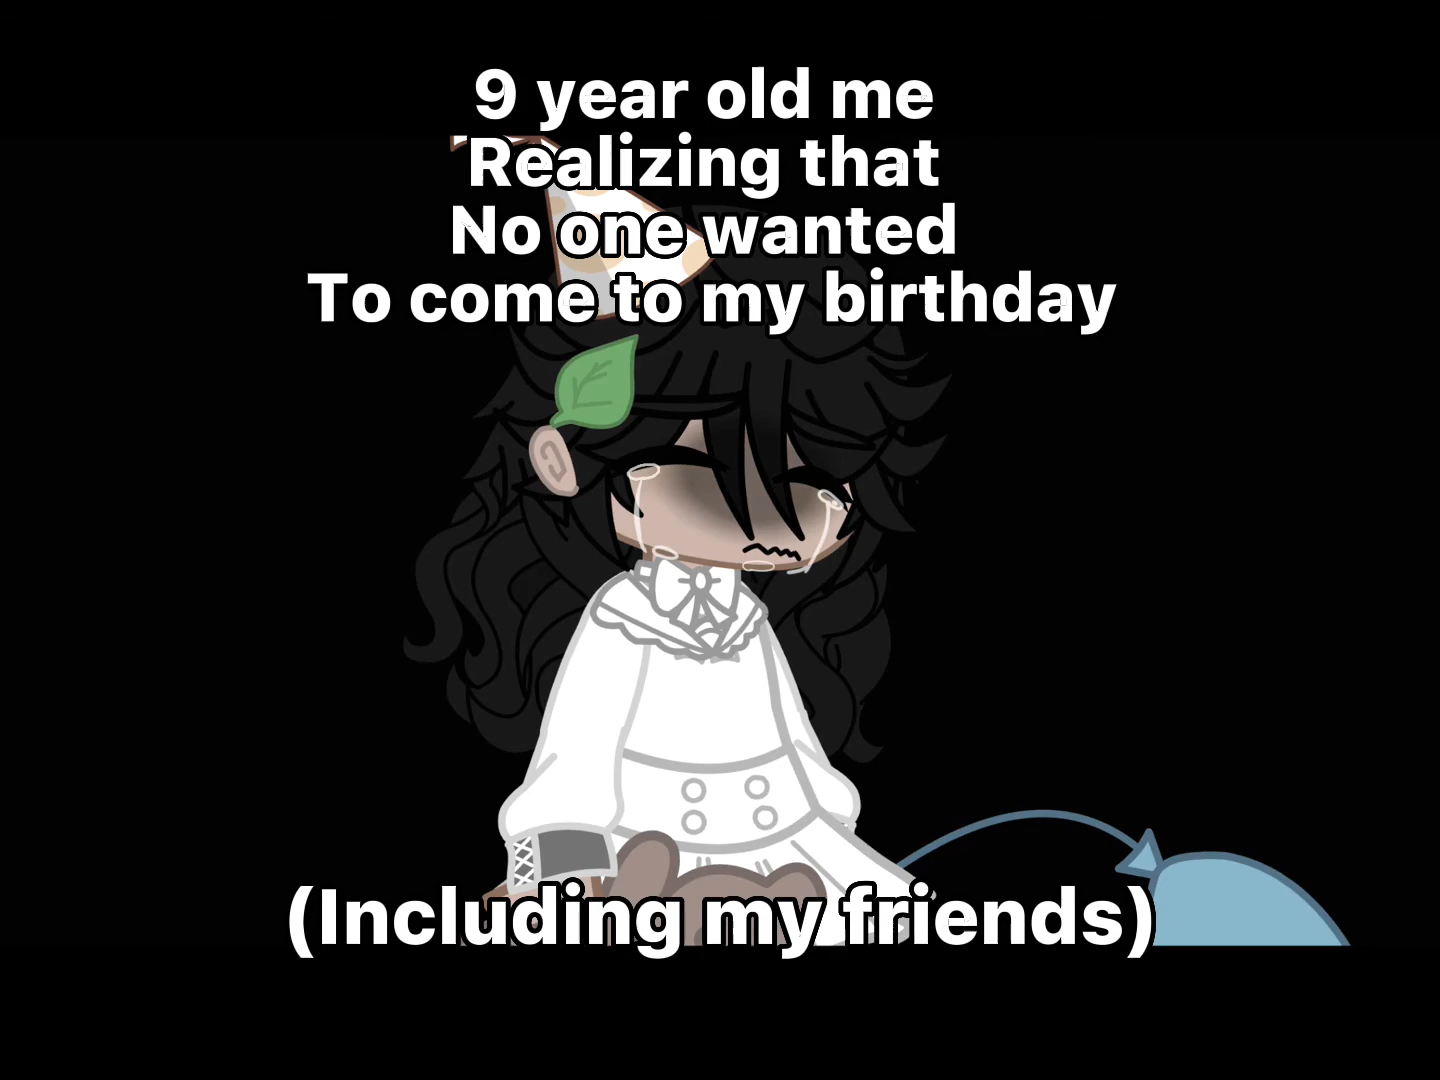 9 year old me
Realizing that
No one wanted
To come to my birthday
(Including my friends)